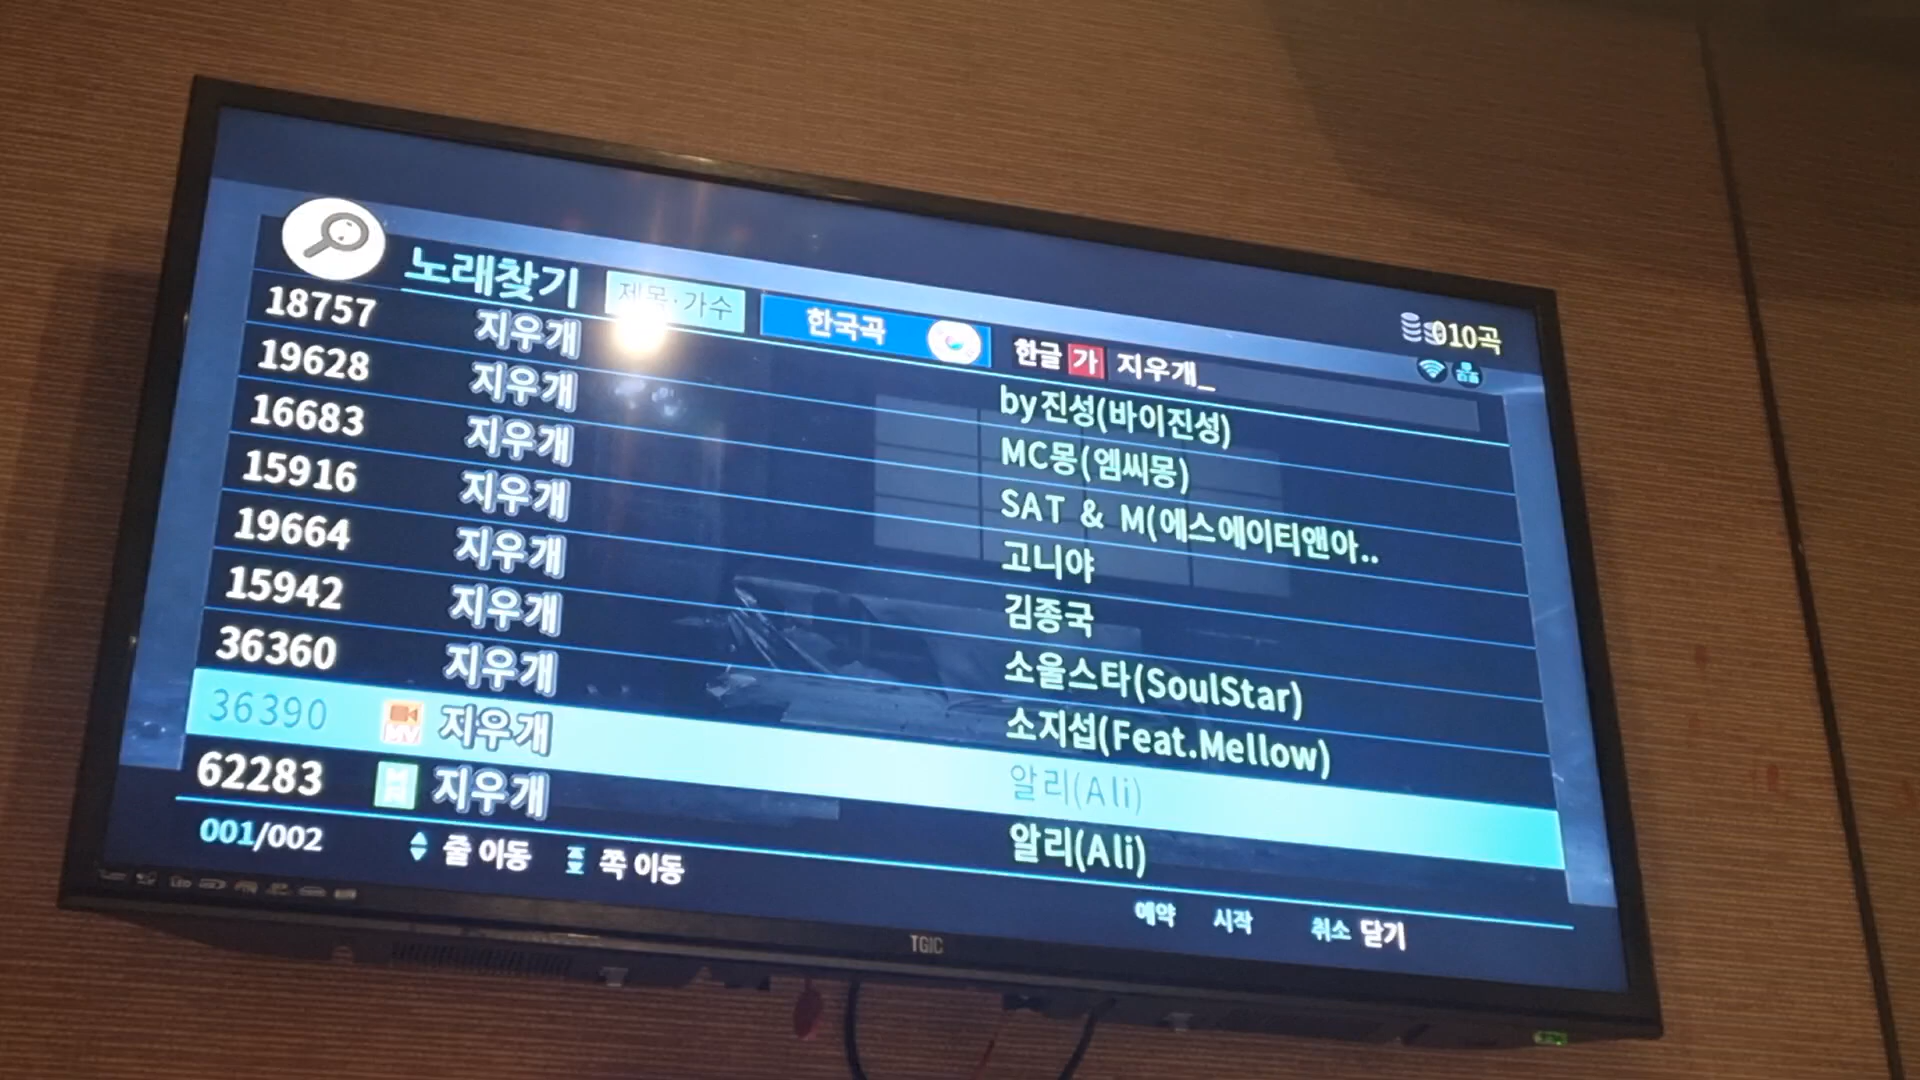 노래찾기 제목·가수 한국곡 한글 가 지우개_ 010곡
18757 지우개 by진성(바이진성)
19628 지우개 MC몽(엠씨몽)
16683 지우개 SAT & M(에스에이티앤아..
15916 지우개 고니야
19664 지우개 김종국
15942 지우개 소울스타(SoulStar)
36360 지우개 소지섭(Feat.Mellow)
36390 MV 지우개 알리(Ali)
62283 지우개 알리(Ali)
001/002 줄 이동 쪽 이동 예약 시작 취소 닫기
TGIC